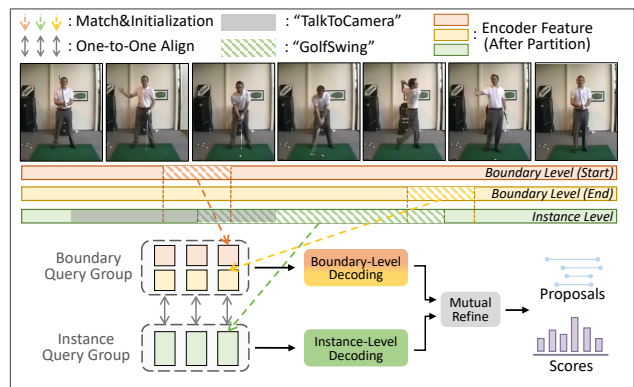 : Match&Initialization
: "TalkToCamera"
: Encoder Feature
(After Partition)
: One-to-One Align
: "GolfSwing"
Boundary Level (Start)
Boundary Level (End)
Instance Level
Boundary
Query Group
Boundary-Level
Decoding
Mutual
Refine
Proposals
Instance
Query Group
Instance-Level
Decoding
Scores